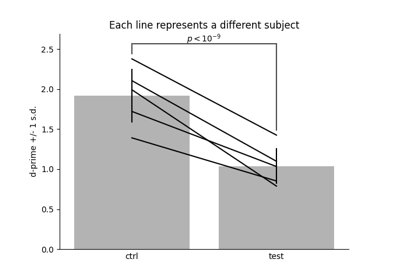 Each line represents a different subject
p < 10⁻⁹
2.5
2.0
1.5
1.0
0.5
0.0
d-prime +/- 1 s.d.
ctrl
test